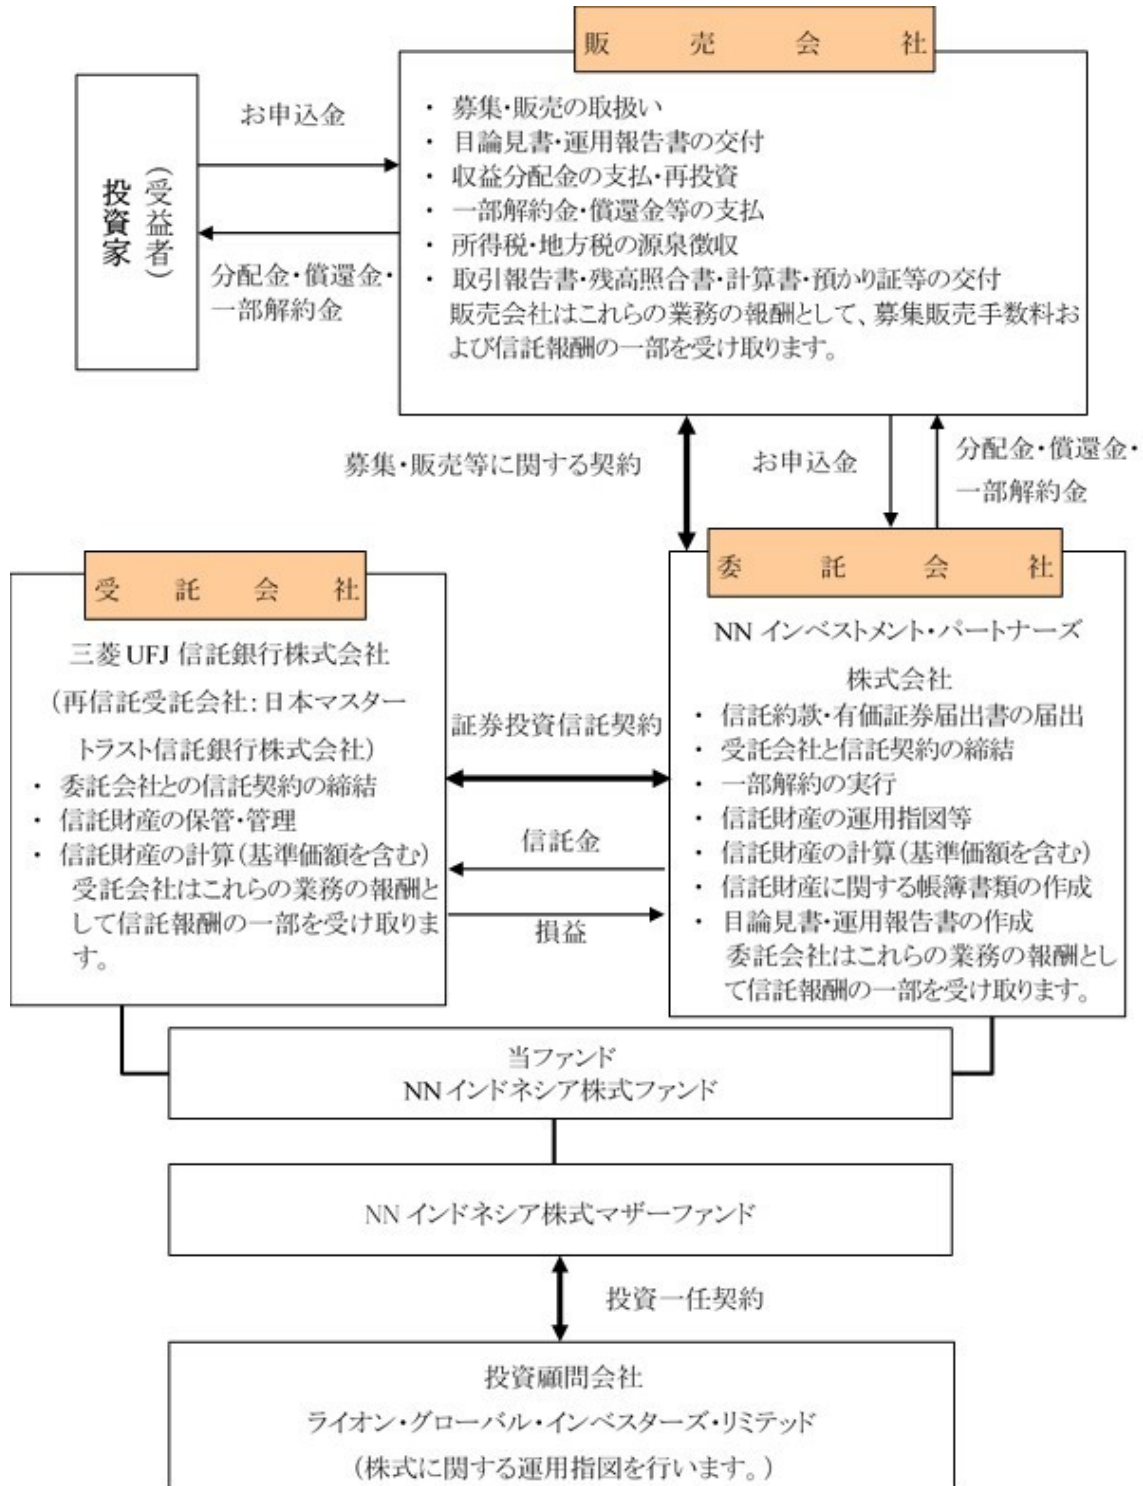 販売会社
お申込金
投資家
(受益者)
分配金・償還金・
一部解約金
・ 募集・販売の取扱い
・ 目論見書・運用報告書の交付
・ 収益分配金の支払・再投資
・ 一部解約金・償還金等の支払
・ 所得税・地方税の源泉徴収
・ 取引報告書・残高照合書・計算書・預かり証等の交付
販売会社はこれらの業務の報酬として、募集販売手数料お
よび信託報酬の一部を受け取ります。
募集・販売等に関する契約
お申込金
分配金・償還金・
一部解約金
受託会社
三菱UFJ信託銀行株式会社
(再信託受託会社:日本マスター
トラスト信託銀行株式会社)
・ 委託会社との信託契約の締結
・ 信託財産の保管・管理
・ 信託財産の計算(基準価額を含む)
受託会社はこれらの業務の報酬と
して信託報酬の一部を受け取りま
す。
証券投資信託契約
信託金
損益
委託会社
NN インベストメント・パートナーズ
株式会社
・ 信託約款・有価証券届出書の届出
・ 受託会社と信託契約の締結
・ 一部解約の実行
・ 信託財産の運用指図等
・ 信託財産の計算(基準価額を含む)
・ 信託財産に関する帳簿書類の作成
・ 目論見書・運用報告書の作成
委託会社はこれらの業務の報酬とし
て信託報酬の一部を受け取ります。
当ファンド
NNインドネシア株式ファンド
NN インドネシア株式マザーファンド
投資一任契約
投資顧問会社
ライオン・グローバル・インベスターズ・リミテッド
(株式に関する運用指図を行います。)